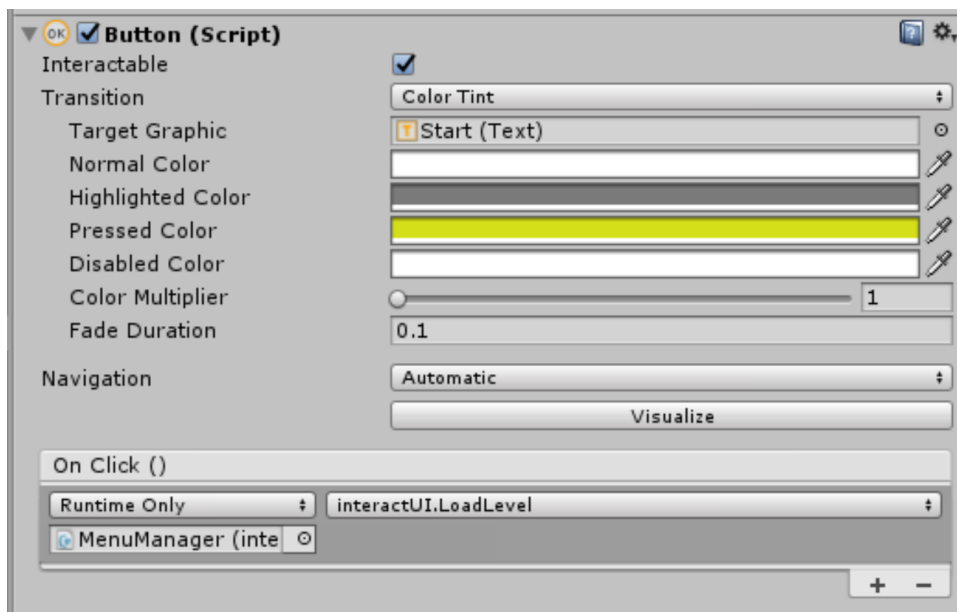 OK Button (Script)
Interactable
Transition Color Tint
Target Graphic T Start (Text)
Normal Color
Highlighted Color
Pressed Color
Disabled Color
Color Multiplier 1
Fade Duration 0.1
Navigation Automatic
Visualize
On Click ()
Runtime Only interactUI.LoadLevel
MenuManager (inte
+ −